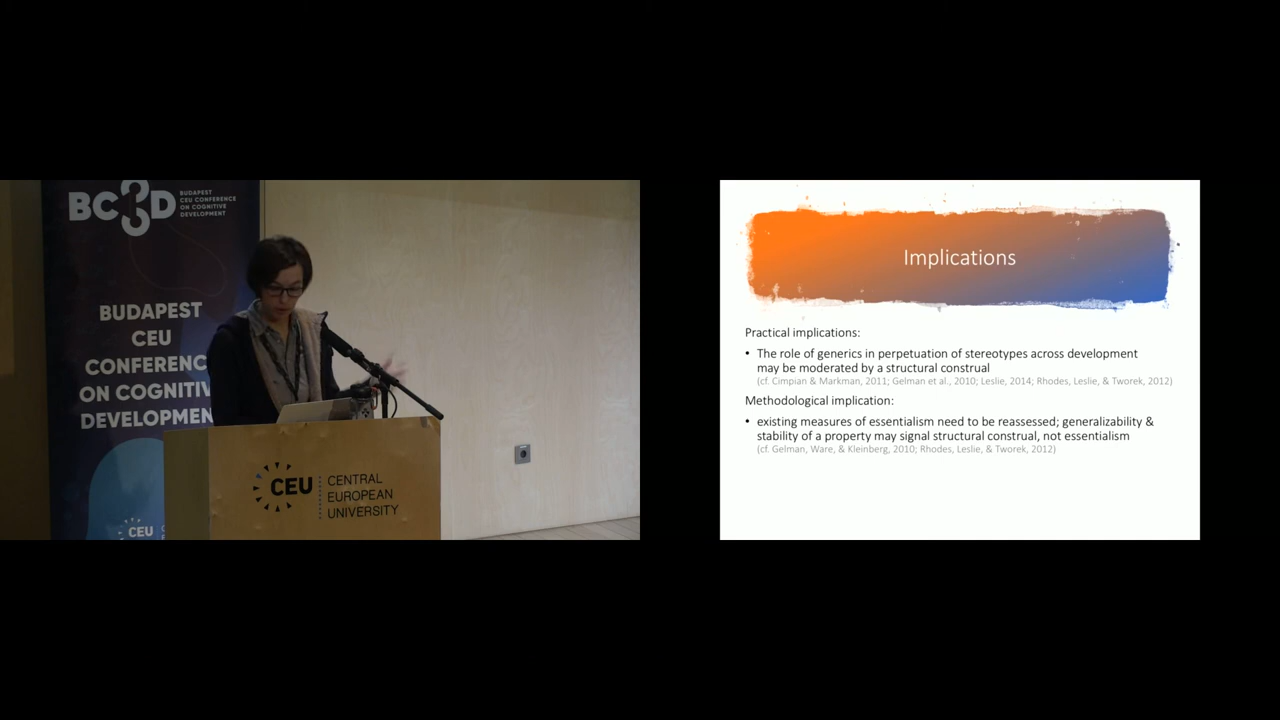 BC3D
BUDAPEST
CEU CONFERENCE
ON COGNITIVE
DEVELOPMENT
BUDAPEST
CEU
CONFERENC
ON COGNITIV
DEVELOPMEN
CEU
CEU
CENTRAL
EUROPEAN
UNIVERSITY
Implications
Practical implications:
• The role of generics in perpetuation of stereotypes across development
may be moderated by a structural construal
(cf. Cimpian & Markman, 2011; Gelman et al., 2010; Leslie, 2014; Rhodes, Leslie, & Tworek, 2012)
Methodological implication:
• existing measures of essentialism need to be reassessed; generalizability &
stability of a property may signal structural construal, not essentialism
(cf. Gelman, Ware, & Kleinberg, 2010; Rhodes, Leslie, & Tworek, 2012)